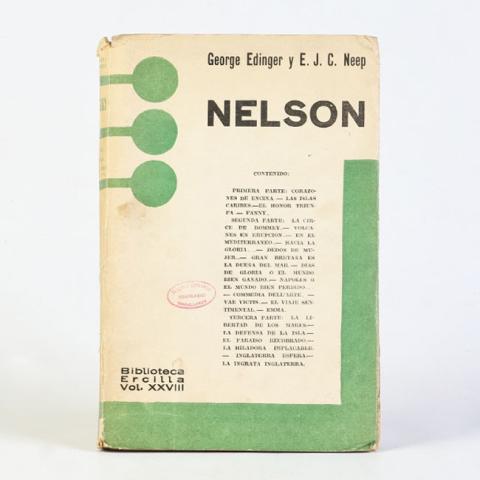 George Edinger y E. J. C. Neep
NELSON
CONTENIDO:
PRIMERA PARTE: CORAZO-
NES DE ENCINA.— LAS ISLAS
CARIBES.—EL HONOR TRIUN-
FA.— FANNY.
SEGUNDA PARTE: LA CIR-
CE DE BOMMEY.— VOLCA-
NES EN ERUPCION.— EN EL
MEDITERRANEO.— HACIA LA
GLORIA...— DEDOS DE MU-
JER.— GRAN BRETAÑA ES
LA DUEÑA DEL MAR.— DIAS
DE GLORIA O EL MUNDO
BIEN GANADO.— NAPOLES O
EL MUNDO BIEN PERDIDO...
— COMMEDIA DELL'ARTE.—
VAE VICTIS.— EL VIAJE SEN-
TIMENTAL.— EMMA.
TERCERA PARTE: LA LI-
BERTAD DE LOS MARES.—
LA DEFENSA DE LA ISLA.—
EL PARAISO RECOBRADO.—
LA HILADORA IMPLACABLE.
— INGLATERRA ESPERA.—
LA INGRATA INGLATERRA.
Biblioteca
Ercilla
Vol. XXVIII